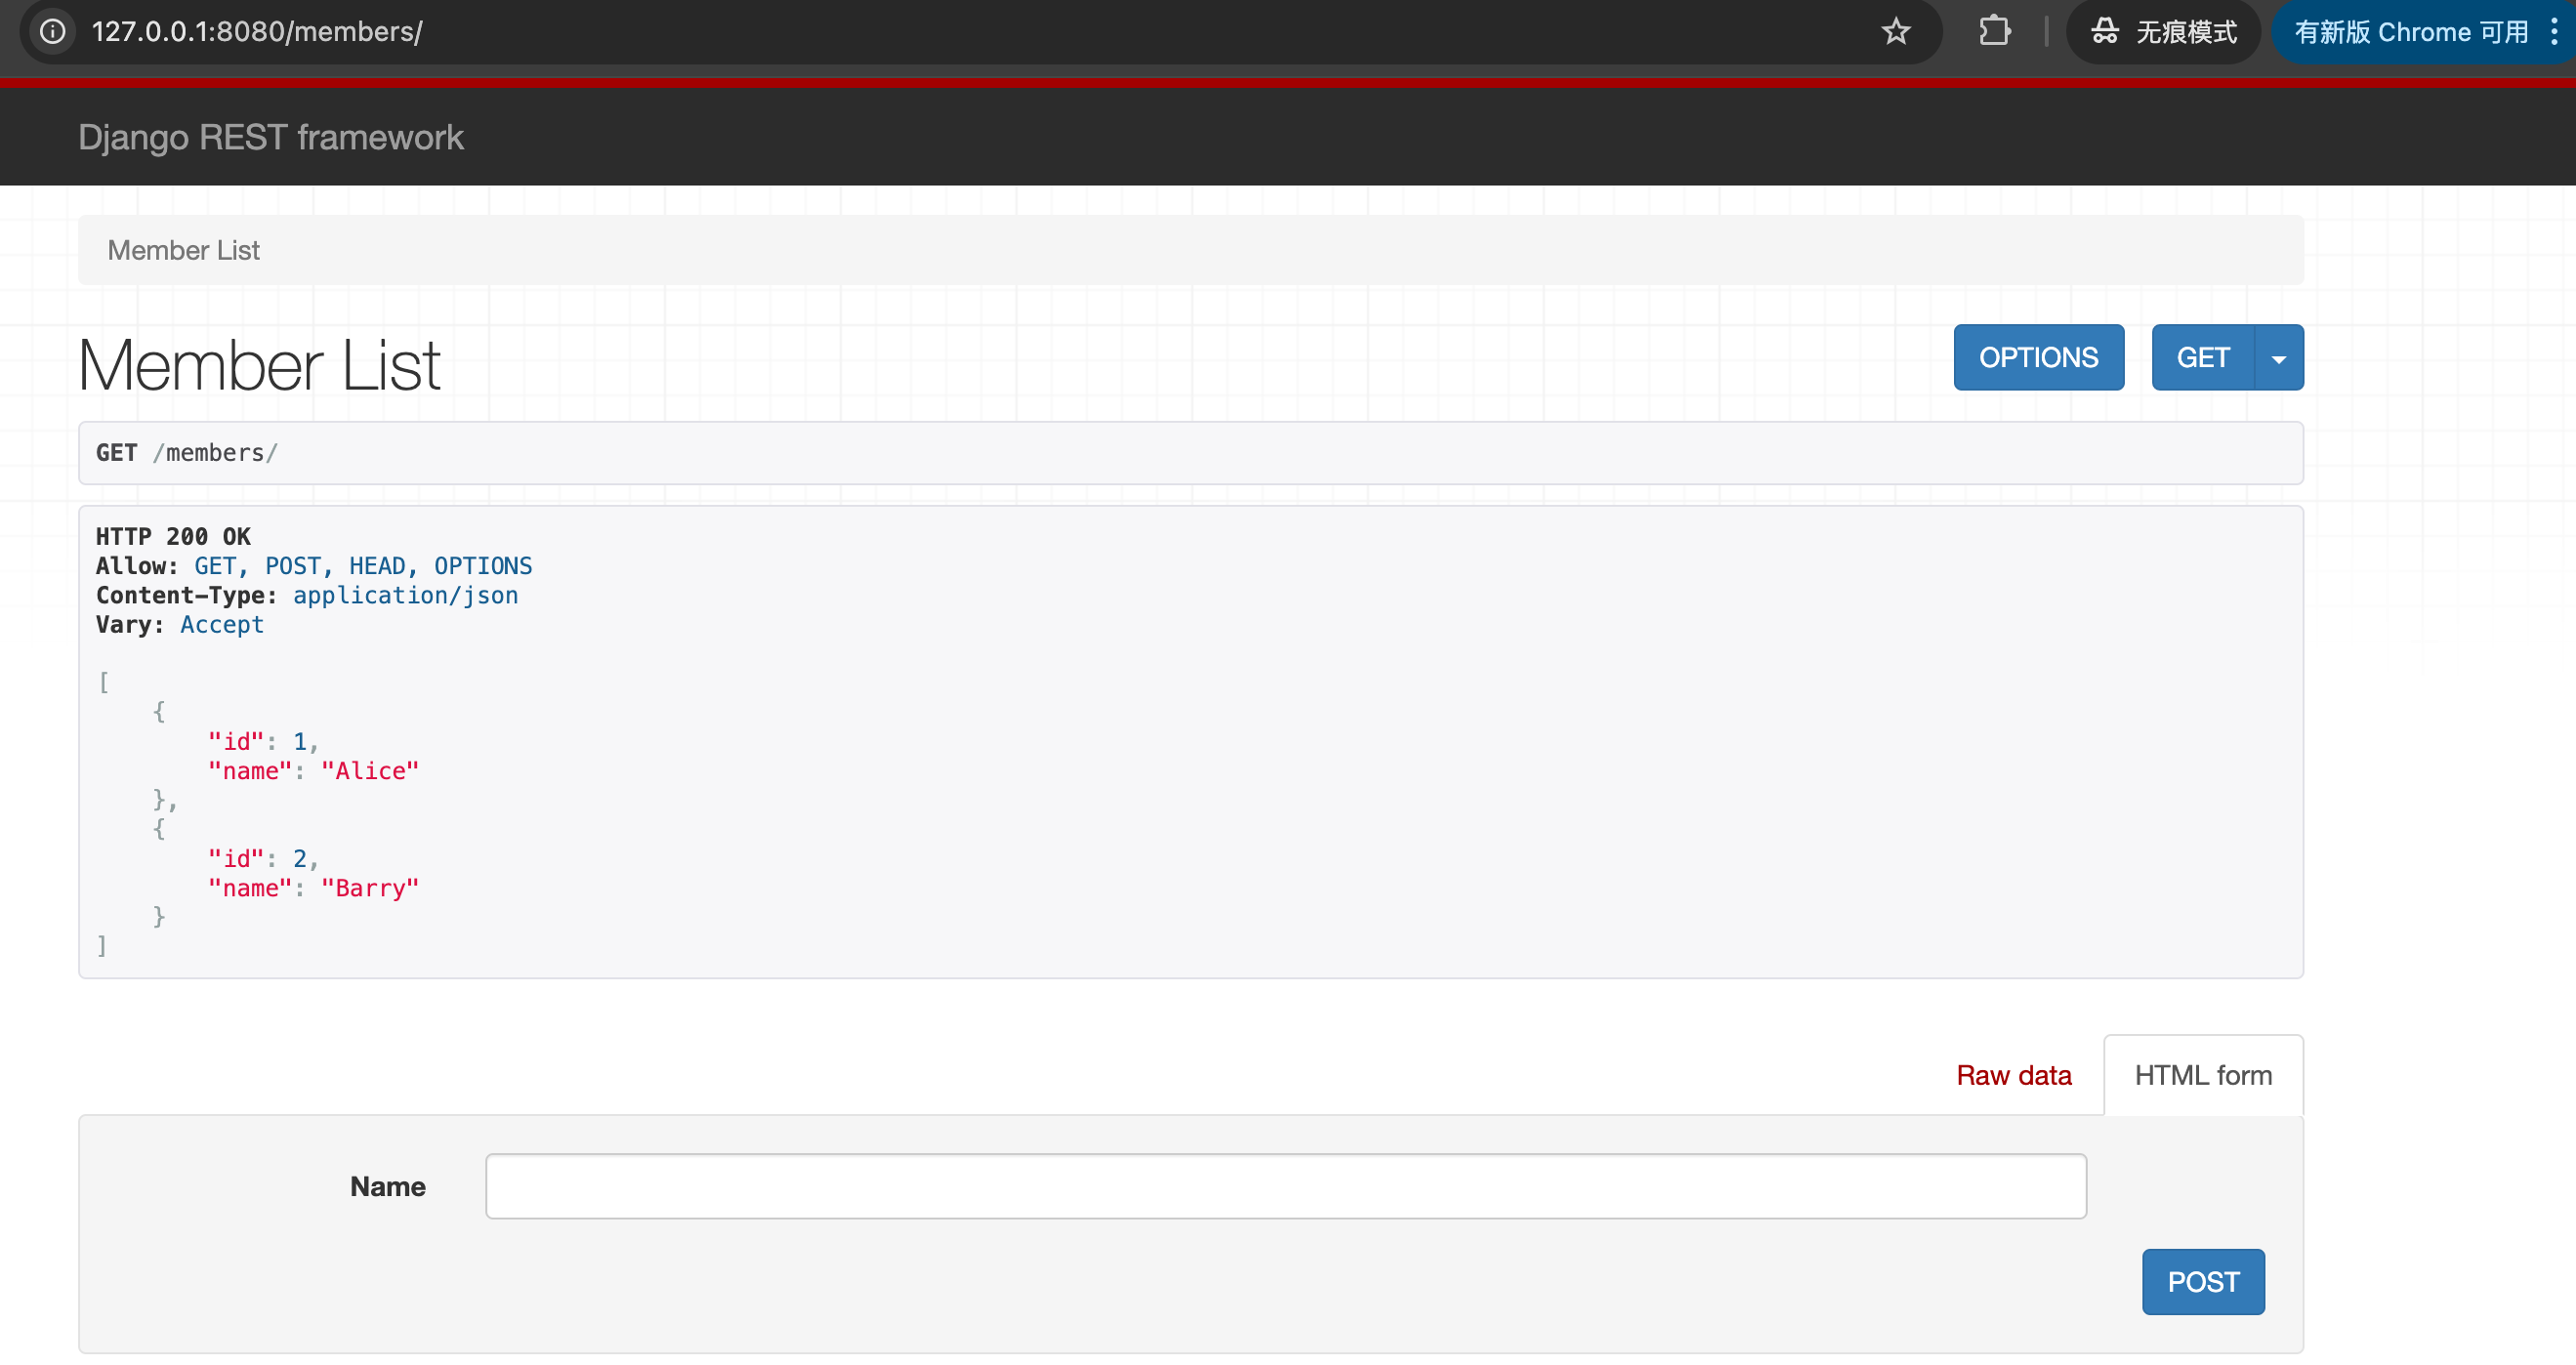 127.0.0.1:8080/members/
无痕模式
有新版 Chrome 可用
Django REST framework
Member List
Member List
OPTIONS
GET
GET /members/
HTTP 200 OK
Allow: GET, POST, HEAD, OPTIONS
Content-Type: application/json
Vary: Accept
[
    {
        "id": 1,
        "name": "Alice"
    },
    {
        "id": 2,
        "name": "Barry"
    }
]
Raw data
HTML form
Name
POST